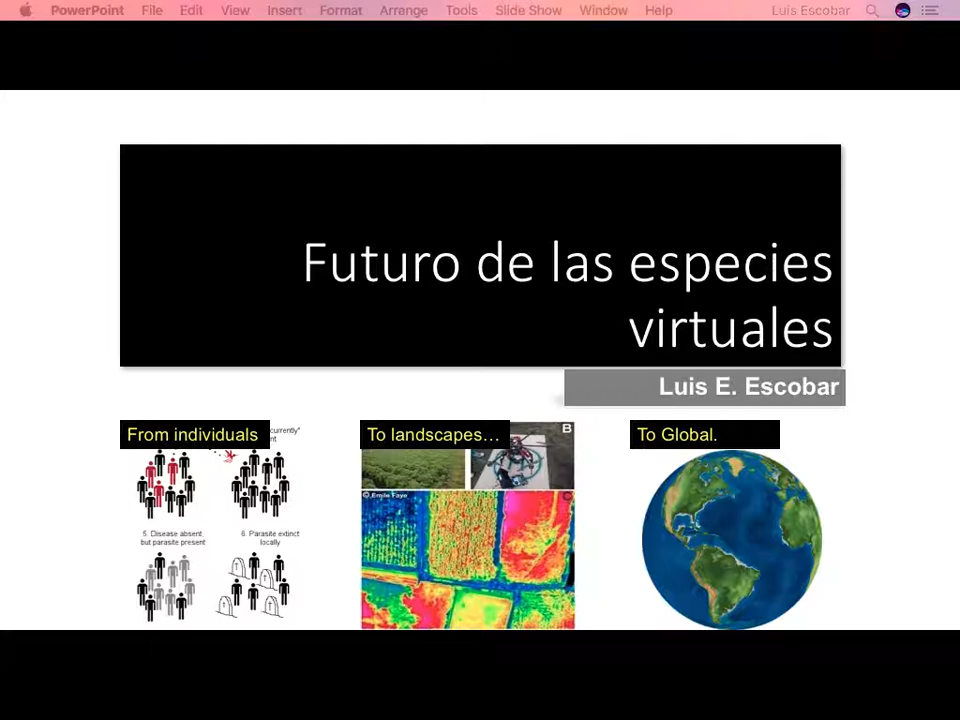 PowerPoint File Edit View Insert Format Arrange Tools Slide Show Window Help Luis Escobar
Futuro de las especies
virtuales
Luis E. Escobar
From individuals
currently"
To landscapes…
B
To Global.
© Emile Faye
5. Disease absent
but parasite present
6. Parasite extinct
locally